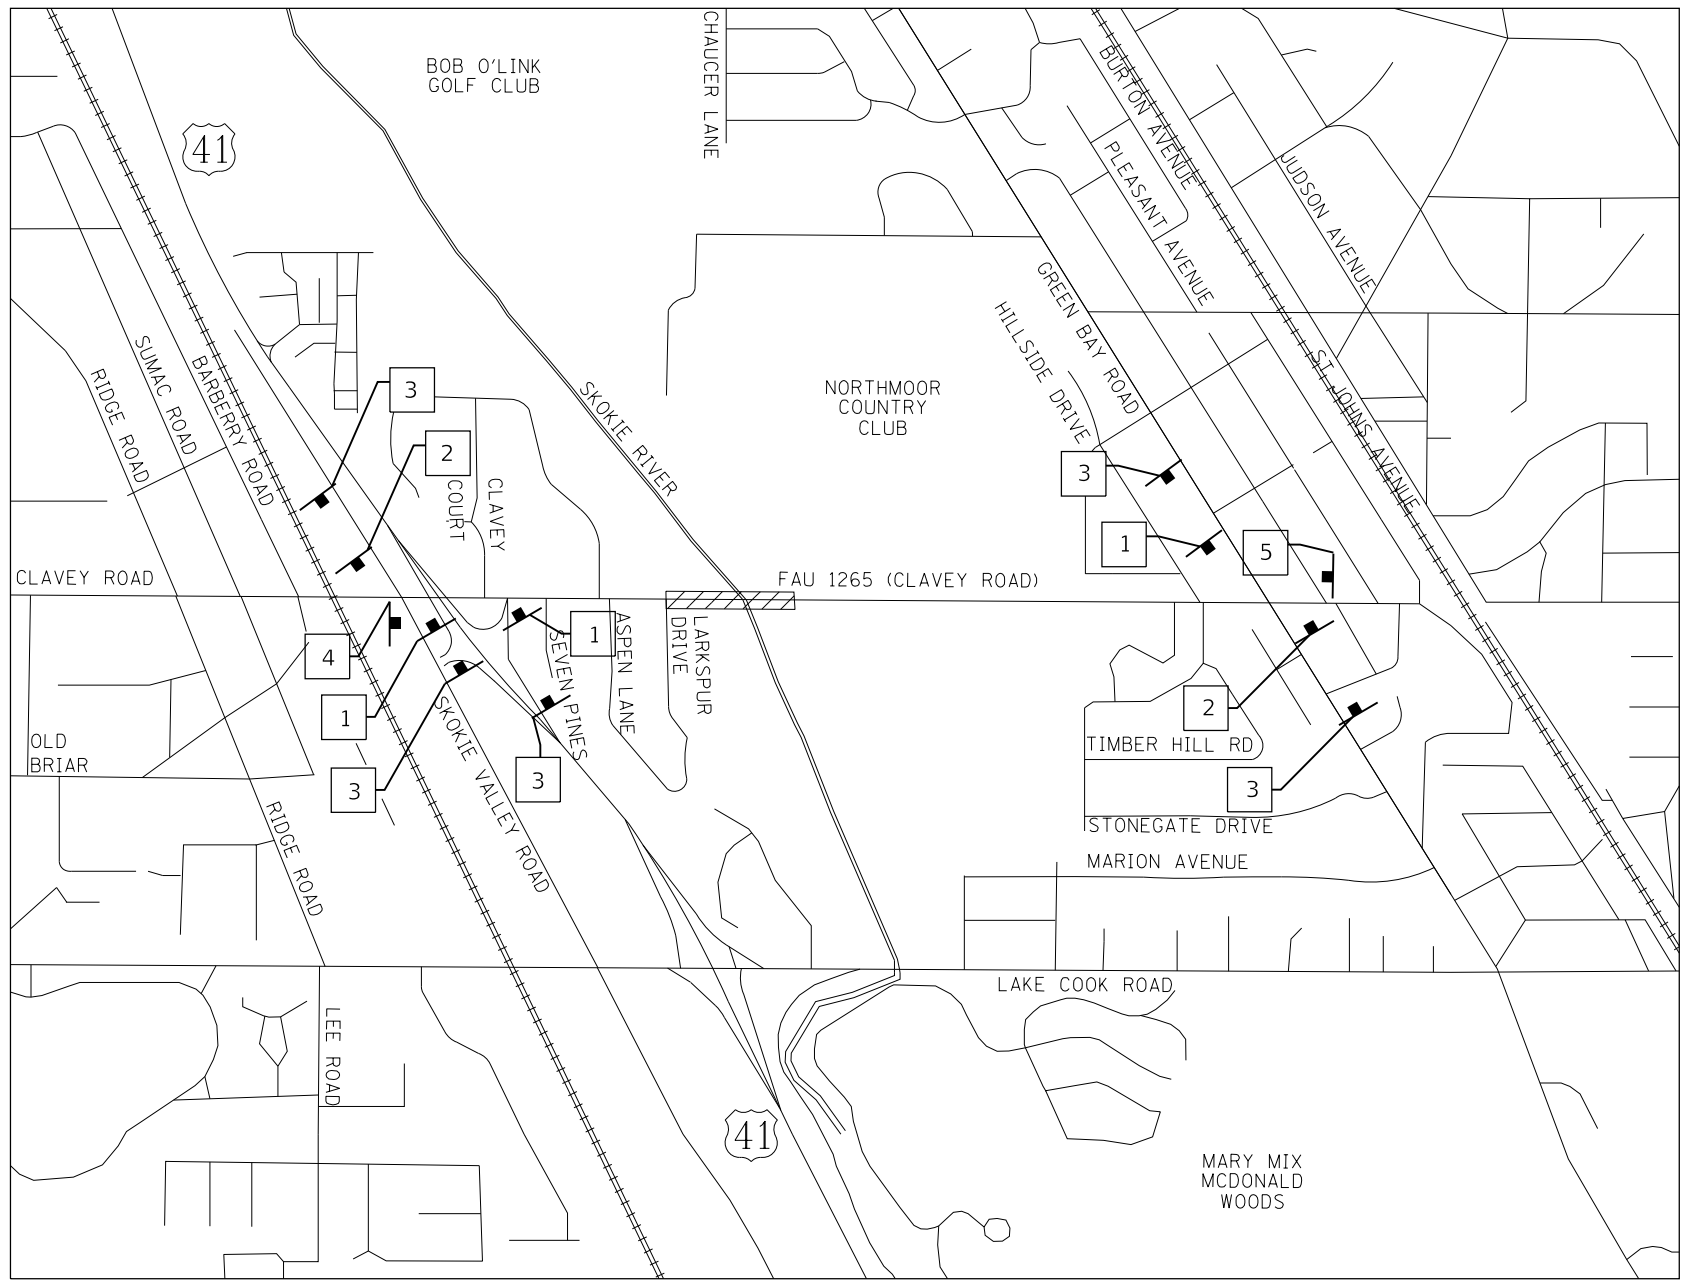 BOB O'LINK
GOLF CLUB
CHAUCER LANE
BURTON AVENUE
41
PLEASANT AVENUE
JUDSON AVENUE
GREEN BAY ROAD
HILLSIDE DRIVE
SUMAC ROAD
BARBERRY ROAD
RIDGE ROAD
3
2
SKOKIE RIVER
NORTHMOOR
COUNTRY
CLUB
ST. JOHNS AVENUE
CLAVEY
COURT
3
1
5
CLAVEY ROAD
FAU 1265 (CLAVEY ROAD)
4
1
3
1
3
SEVEN PINES
ASPEN LANE
LARKSPUR
DRIVE
2
3
OLD
BRIAR
SKOKIE VALLEY ROAD
TIMBER HILL RD
STONEGATE DRIVE
MARION AVENUE
RIDGE ROAD
LAKE COOK ROAD
LEE ROAD
41
MARY MIX
MCDONALD
WOODS